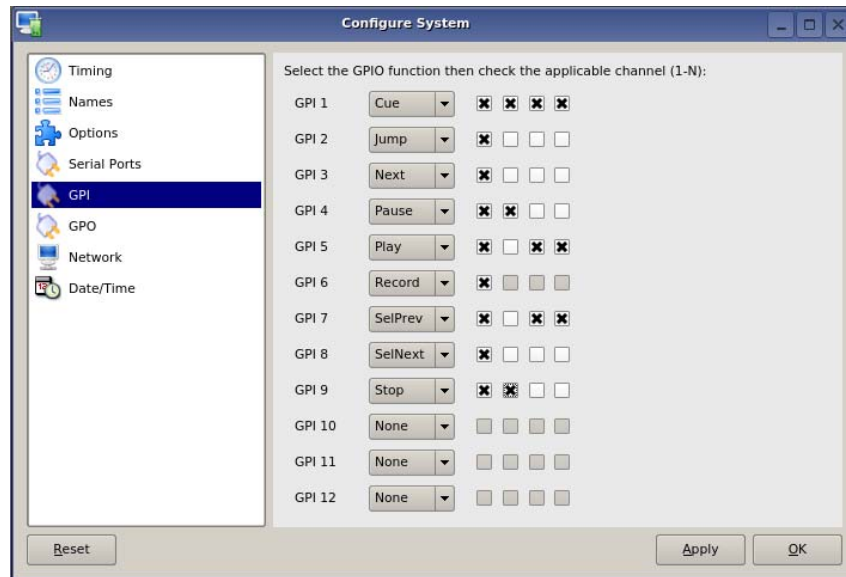 Configure System
Timing
Names
Options
Serial Ports
GPI
GPO
Network
Date/Time
Select the GPIO function then check the applicable channel (1-N):
GPI 1 Cue
GPI 2 Jump
GPI 3 Next
GPI 4 Pause
GPI 5 Play
GPI 6 Record
GPI 7 SelPrev
GPI 8 SelNext
GPI 9 Stop
GPI 10 None
GPI 11 None
GPI 12 None
Reset Apply OK